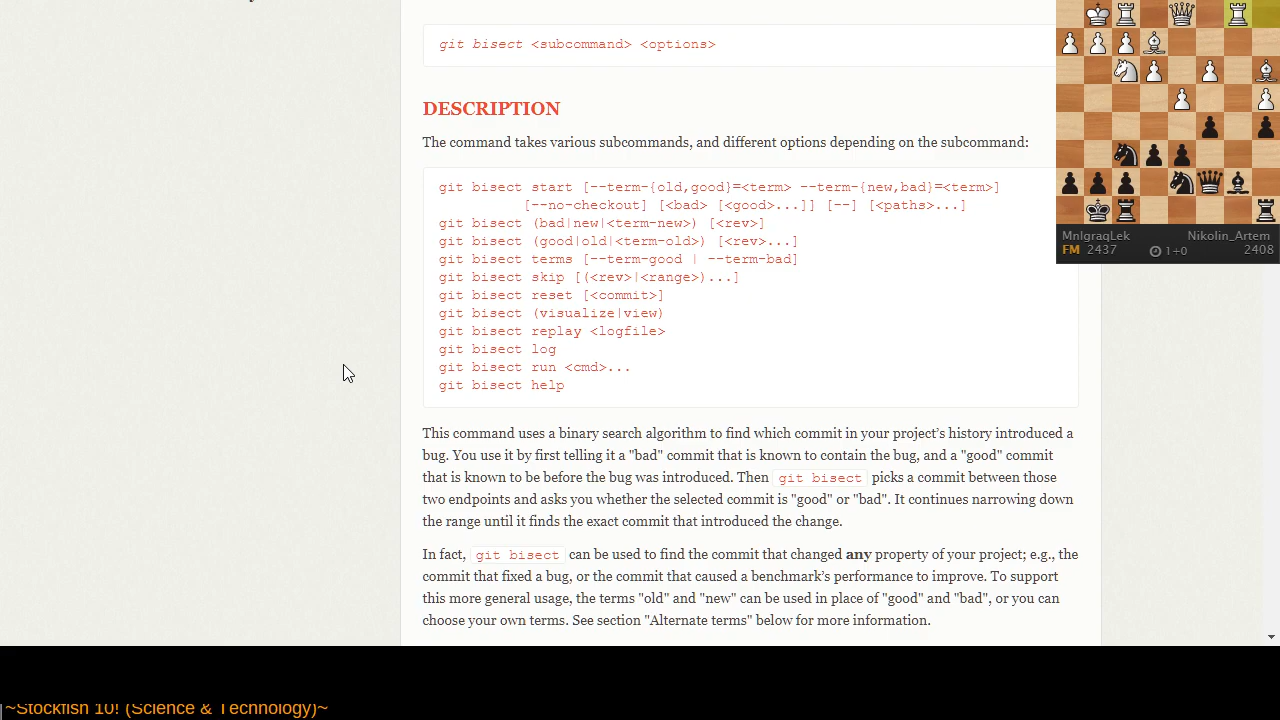 git bisect <subcommand> <options>
DESCRIPTION
The command takes various subcommands, and different options depending on the subcommand:
git bisect start [--term-{old,good}=<term> --term-{new,bad}=<term>]
[--no-checkout] [<bad> [<good>...]] [--] [<paths>...]
git bisect (bad|new|<term-new>) [<rev>]
git bisect (good|old|<term-old>) [<rev>...]
git bisect terms [--term-good | --term-bad]
git bisect skip [(<rev>|<range>)...]
git bisect reset [<commit>]
git bisect (visualize|view)
git bisect replay <logfile>
git bisect log
git bisect run <cmd>...
git bisect help
This command uses a binary search algorithm to find which commit in your project’s history introduced a
bug. You use it by first telling it a "bad" commit that is known to contain the bug, and a "good" commit
that is known to be before the bug was introduced. Then git bisect picks a commit between those
two endpoints and asks you whether the selected commit is "good" or "bad". It continues narrowing down
the range until it finds the exact commit that introduced the change.
In fact, git bisect can be used to find the commit that changed any property of your project; e.g., the
commit that fixed a bug, or the commit that caused a benchmark’s performance to improve. To support
this more general usage, the terms "old" and "new" can be used in place of "good" and "bad", or you can
choose your own terms. See section "Alternate terms" below for more information.
MnIgraqLek Nikolin_Artem
FM 2437 1+0 2408
~Stockfish 10! (Science & Technology)~